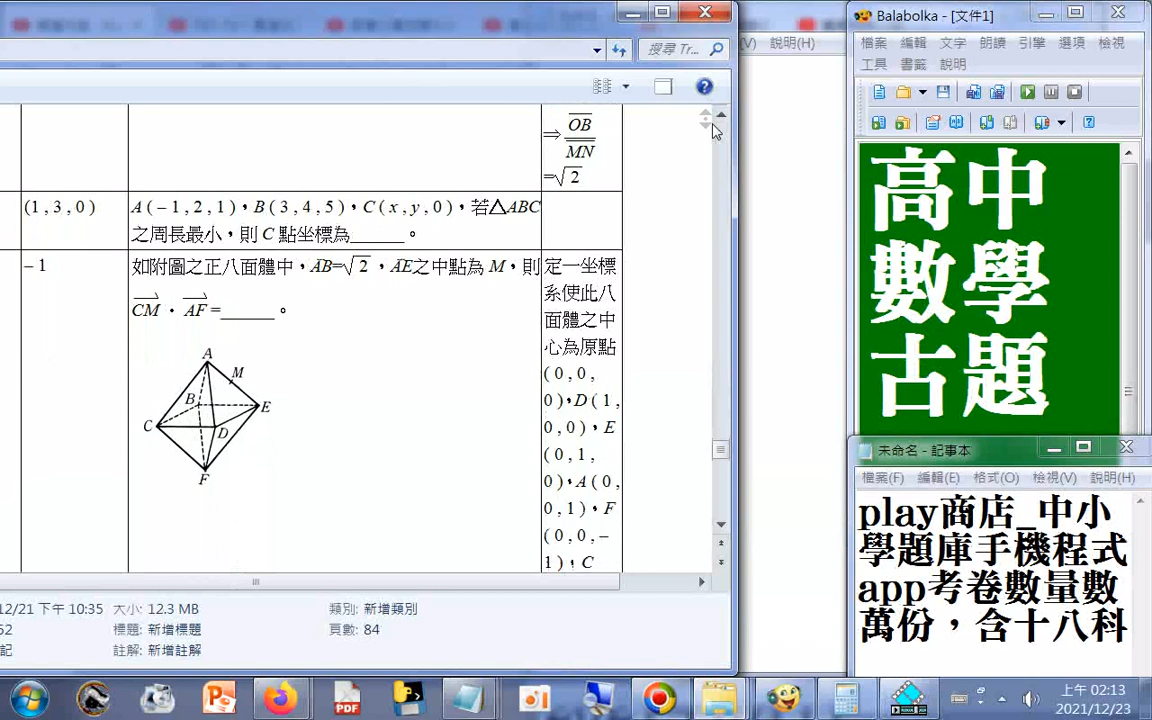 搜尋 Tr...
(V) 說明(H)
⇒ OB
MN
=√2
(1,3,0)
A(−1,2,1),B(3,4,5),C(x,y,0),若△ABC
之周長最小,則 C 點坐標為______。
−1
如附圖之正八面體中,AB=√2,AE之中點為 M,則
CM · AF=______。
A
M
B
E
C
D
F
定一坐標
系使此八
面體之中
心為原點
(0,0,
0),D(1,
0,0),E
(0,1,
0),A(0,
0,1),F
(0,0,−
1),C
12/21 下午 10:35 大小: 12.3 MB 類別: 新增類別
標題: 新增標題 頁數: 84
記 註解: 新增註解
Balabolka - [文件1]
檔案 編輯 文字 朗讀 引擎 選項 檢視
工具 書籤 說明
高中
數學
古題
未命名 - 記事本
檔案(F) 編輯(E) 格式(O) 檢視(V) 說明(H)
play商店_中小
學題庫手機程式
app考卷數量數
萬份,含十八科
PDF
上午 02:13
2021/12/23